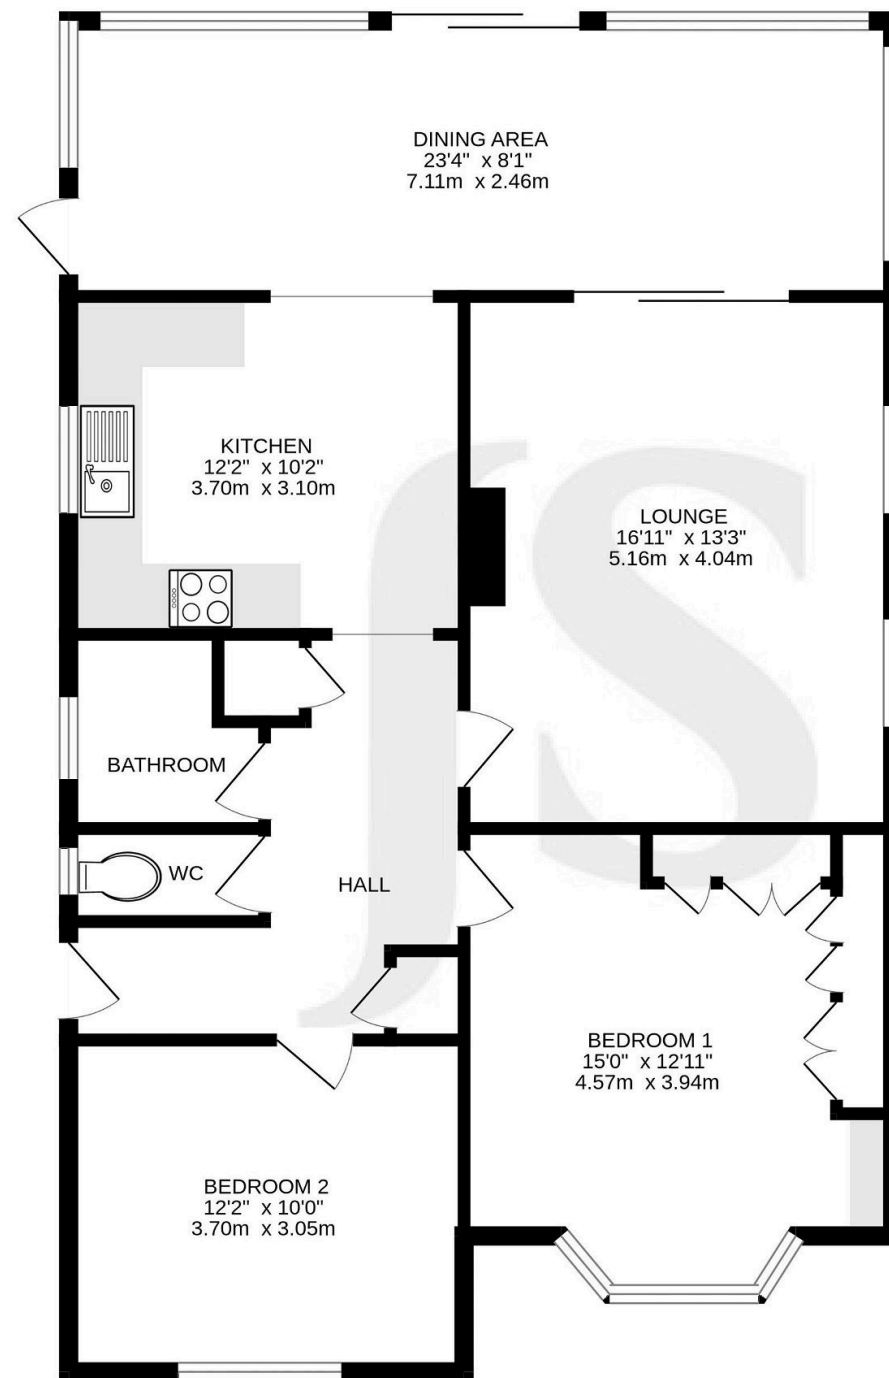 DINING AREA
23'4" x 8'1"
7.11m x 2.46m
KITCHEN
12'2" x 10'2"
3.70m x 3.10m
LOUNGE
16'11" x 13'3"
5.16m x 4.04m
BATHROOM
WC
HALL
BEDROOM 1
15'0" x 12'11"
4.57m x 3.94m
BEDROOM 2
12'2" x 10'0"
3.70m x 3.05m
JS